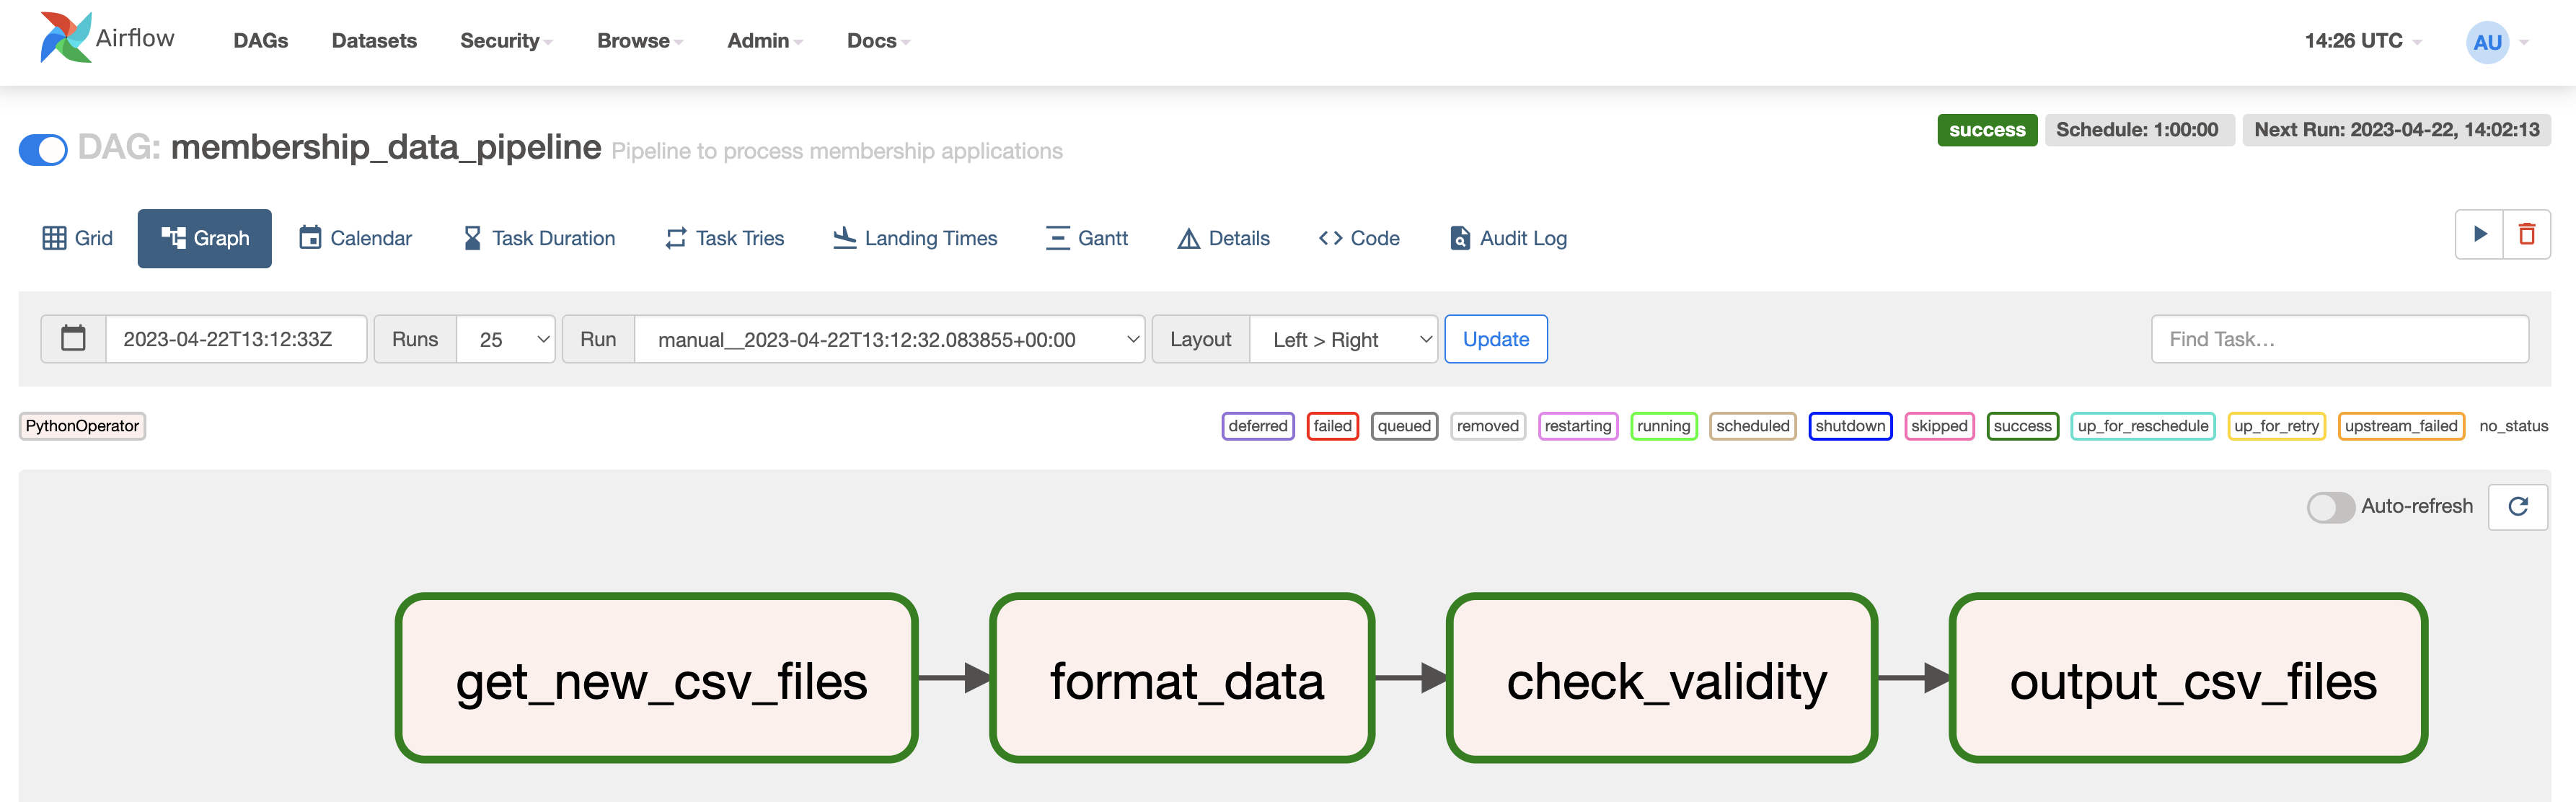 Airflow DAGs Datasets Security Browse Admin Docs 14:26 UTC AU
DAG: membership_data_pipeline Pipeline to process membership applications success Schedule: 1:00:00 Next Run: 2023-04-22, 14:02:13
Grid Graph Calendar Task Duration Task Tries Landing Times Gantt Details Code Audit Log
2023-04-22T13:12:33Z Runs 25 Run manual__2023-04-22T13:12:32.083855+00:00 Layout Left > Right Update Find Task...
PythonOperator deferred failed queued removed restarting running scheduled shutdown skipped success up_for_reschedule up_for_retry upstream_failed no_status
Auto-refresh
get_new_csv_files format_data check_validity output_csv_files